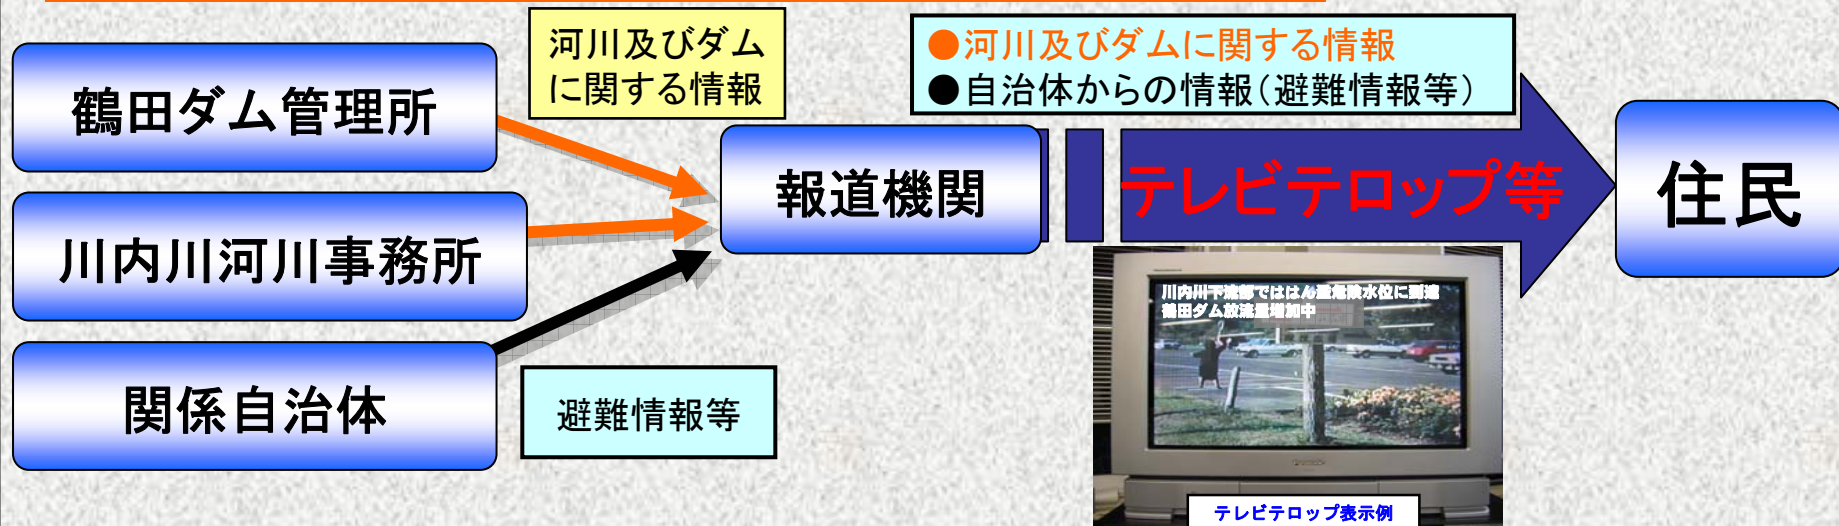 河川及びダム
に関する情報
●河川及びダムに関する情報
●自治体からの情報(避難情報等)
鶴田ダム管理所
報道機関
テレビテロップ等
住民
川内川河川事務所
関係自治体
避難情報等
川内川下流部でははん濫危険水位に到達
鶴田ダム放流量増加中
テレビテロップ表示例